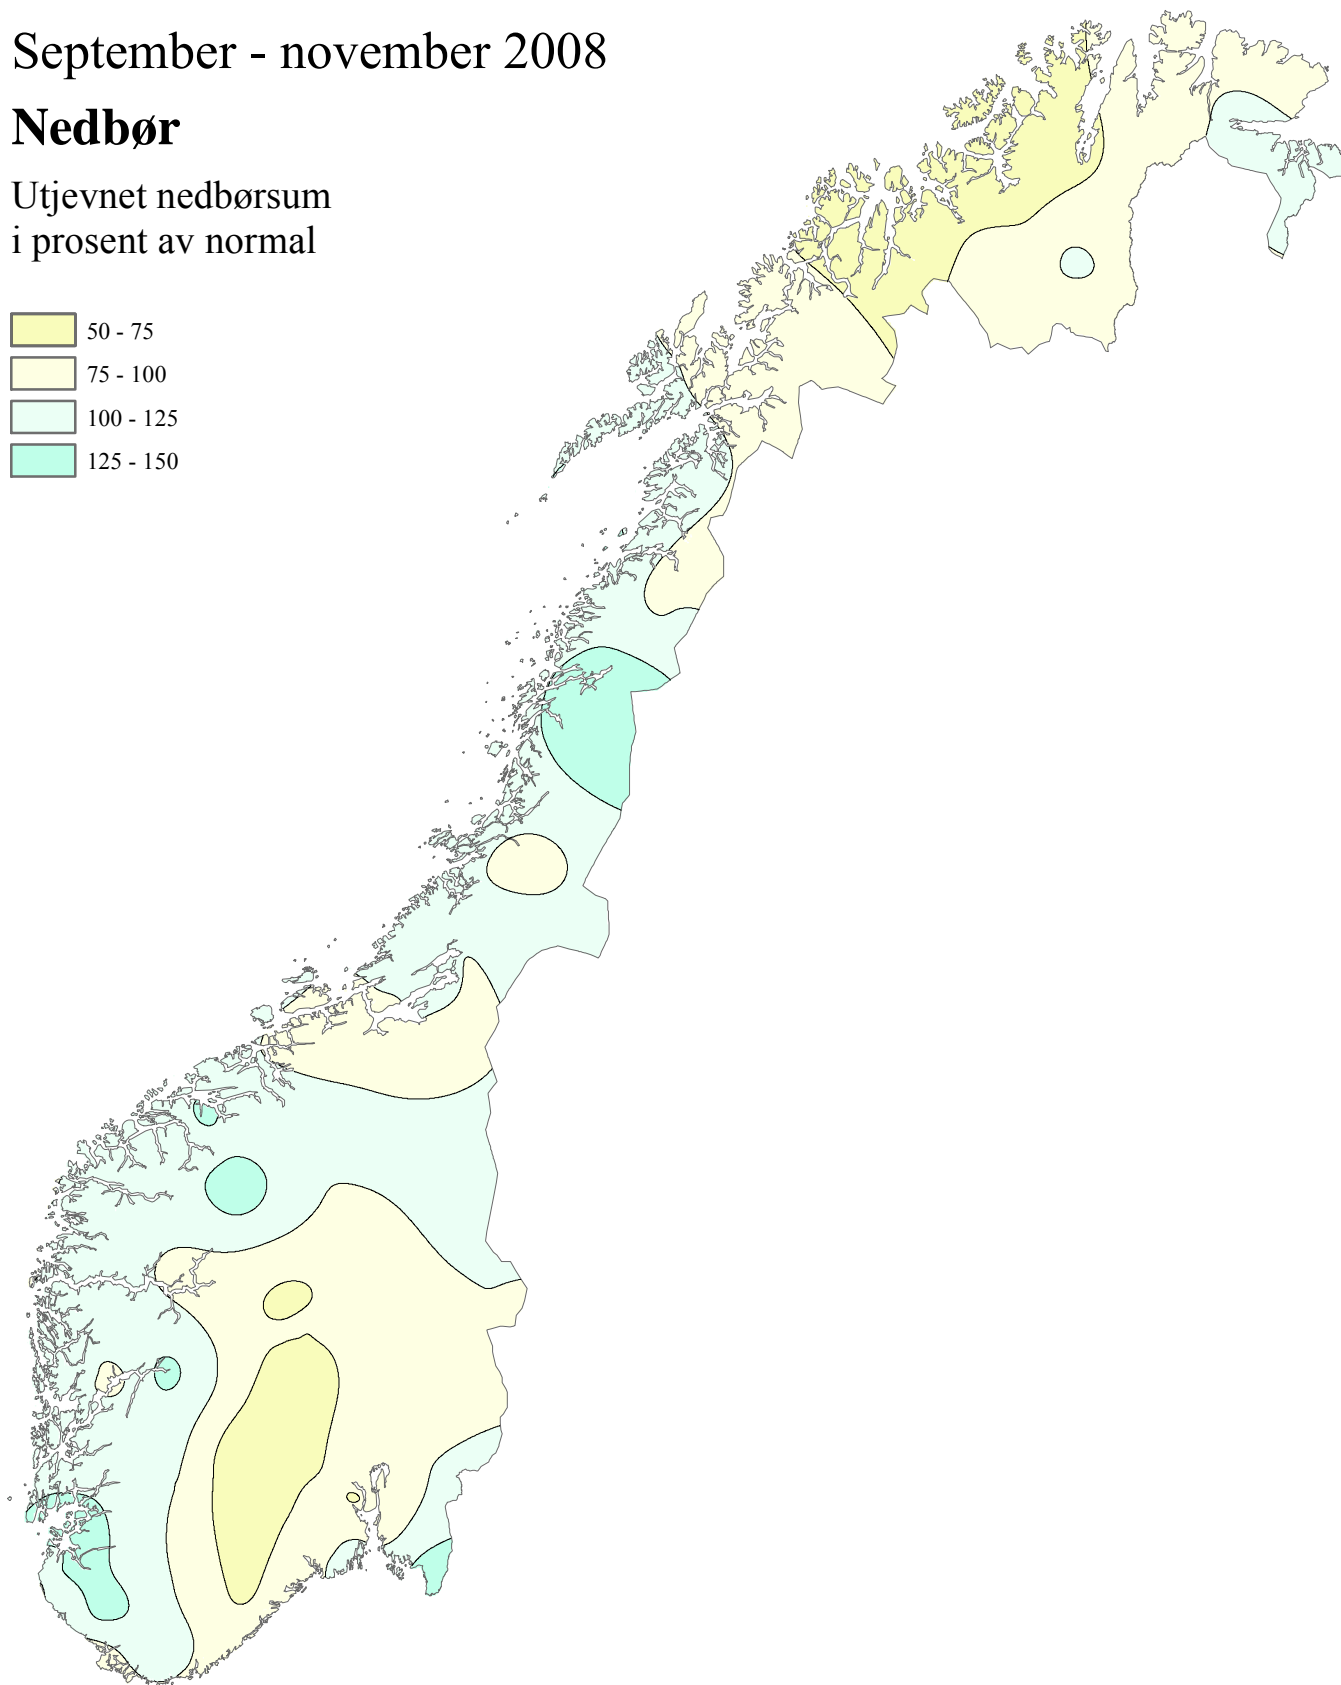 September - november 2008
Nedbør
Utjevnet nedbørsum
i prosent av normal
50 - 75
75 - 100
100 - 125
125 - 150